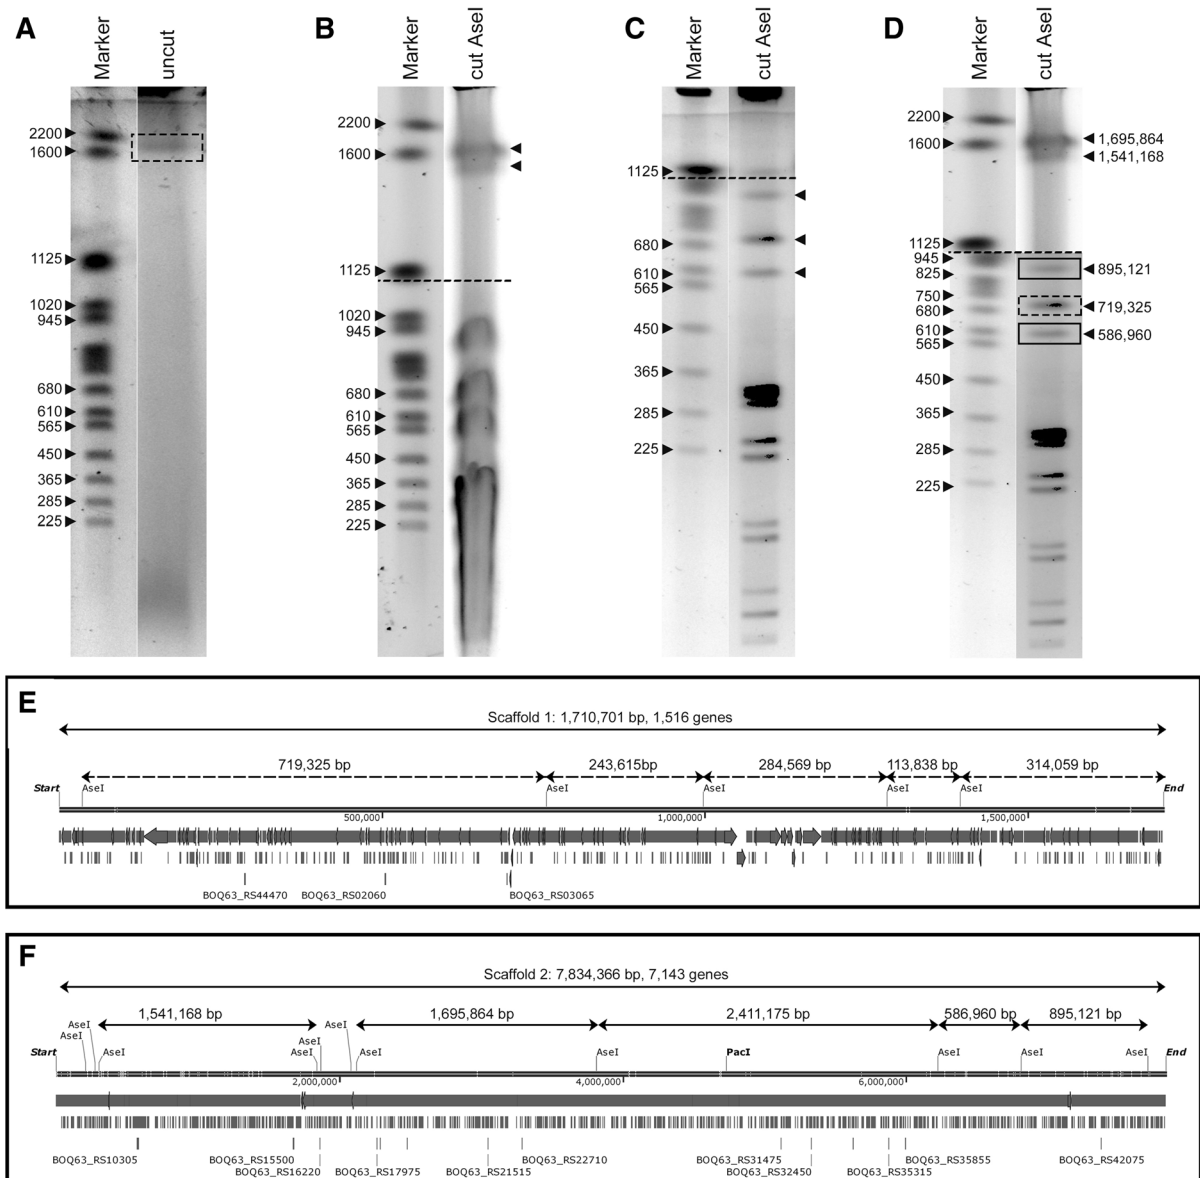 A
Marker
uncut
2200
1600
1125
1020
945
680
610
565
450
365
285
225
B
Marker
cut AseI
2200
1600
1125
1020
945
680
610
565
450
365
285
225
C
Marker
cut AseI
1125
680
610
565
450
365
285
225
D
Marker
cut AseI
2200
1600
1125
945
825
750
680
610
565
450
365
285
225
1,695,864
1,541,168
895,121
719,325
586,960
E
Scaffold 1: 1,710,701 bp, 1,516 genes
719,325 bp 243,615bp 284,569 bp 113,838 bp 314,059 bp
Start AseI AseI AseI AseI AseI End
500,000 1,000,000 1,500,000
BOQ63_RS44470 BOQ63_RS02060 BOQ63_RS03065
F
Scaffold 2: 7,834,366 bp, 7,143 genes
1,541,168 bp 1,695,864 bp 2,411,175 bp 586,960 bp 895,121 bp
AseI AseI
AseI AseI
Start AseI AseI AseI AseI PacI AseI AseI AseI End
2,000,000 4,000,000 6,000,000
BOQ63_RS10305 BOQ63_RS15500 BOQ63_RS22710 BOQ63_RS31475 BOQ63_RS35855 BOQ63_RS42075
BOQ63_RS16220 BOQ63_RS17975 BOQ63_RS21515 BOQ63_RS32450 BOQ63_RS35315